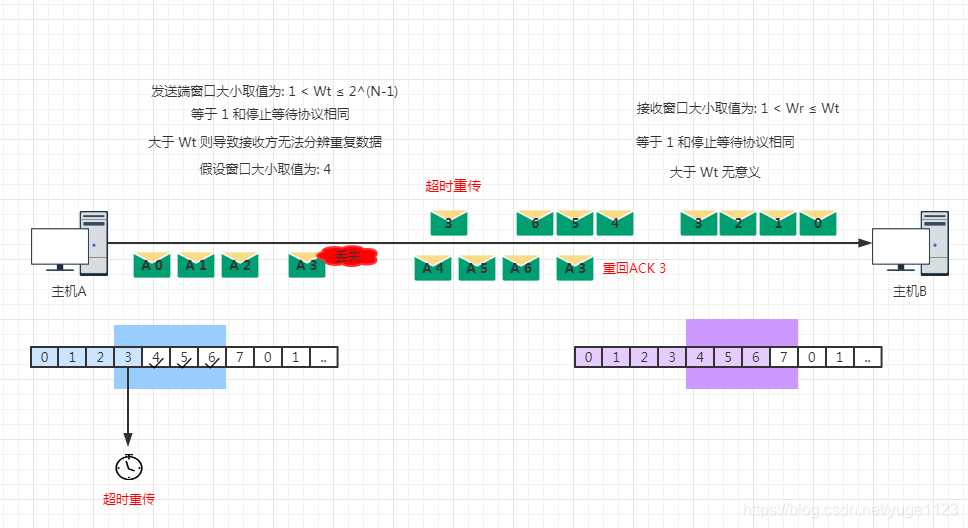 发送端窗口大小取值为: 1 < Wt ≤ 2^(N-1)
等于 1 和停止等待协议相同
大于 Wt 则导致接收方无法分辨重复数据
假设窗口大小取值为: 4
接收窗口大小取值为: 1 < Wr ≤ Wt
等于 1 和停止等待协议相同
大于 Wt 无意义
超时重传
3 6 5 4 3 2 1 0
A 0 A 1 A 2 A 3 丢失 A 4 A 5 A 6 A 3 重回ACK 3
主机A
主机B
0 1 2 3 4 5 6 7 0 1 ..
0 1 2 3 4 5 6 7 0 1 ..
超时重传
https://blog.csdn.net/yuge1123